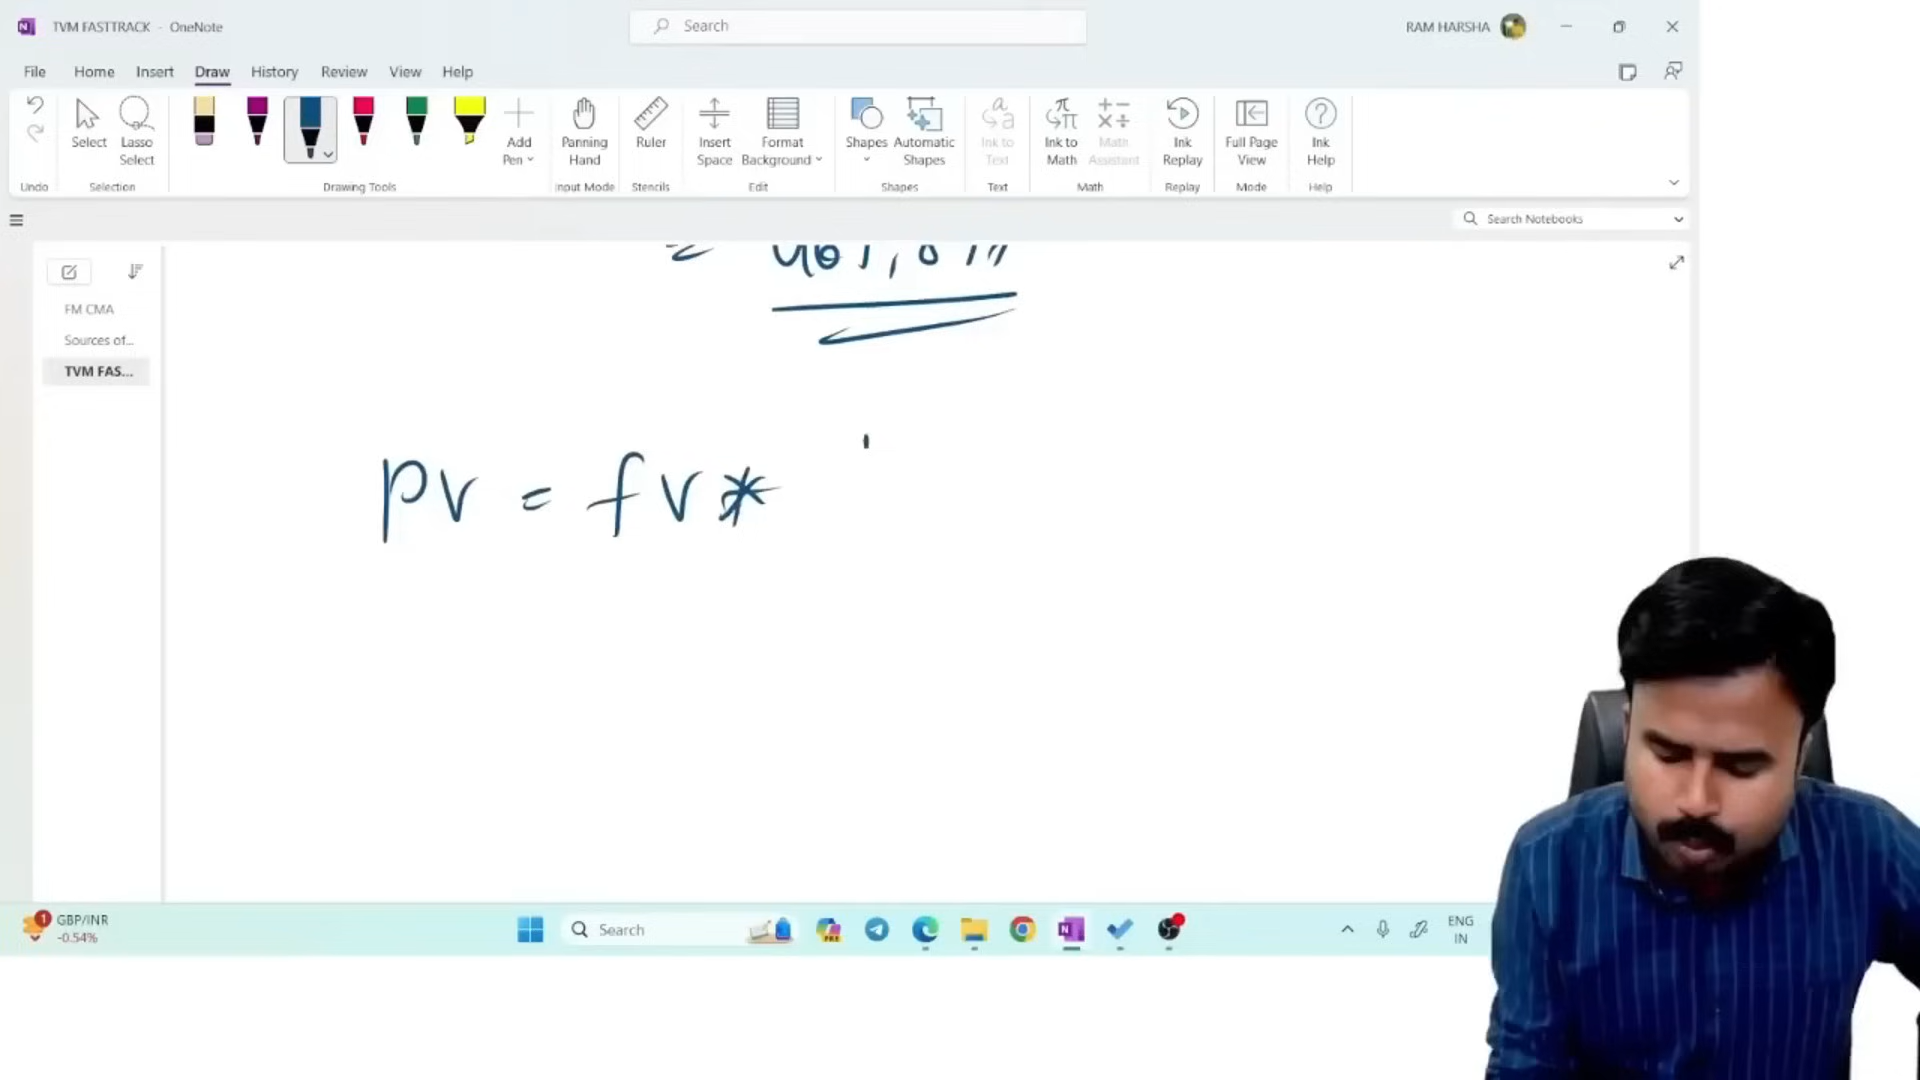 TVM FASTTRACK - OneNote
Search
RAM HARSHA
File Home Insert Draw History Review View Help
Undo
Select
Lasso Select
Selection
Drawing Tools
Add Pen
Panning Hand
Input Mode
Ruler
Stencils
Insert Space
Format Background
Edit
Shapes
Automatic Shapes
Shapes
Ink to Text
Text
Ink to Math
Math Assistant
Math
Ink Replay
Replay
Full Page View
Mode
Ink Help
Help
Search Notebooks
FM CMA
Sources of...
TVM FAS...
PV = fV*
1
GBP/INR
-0.54%
Search
PRE
ENG
IN